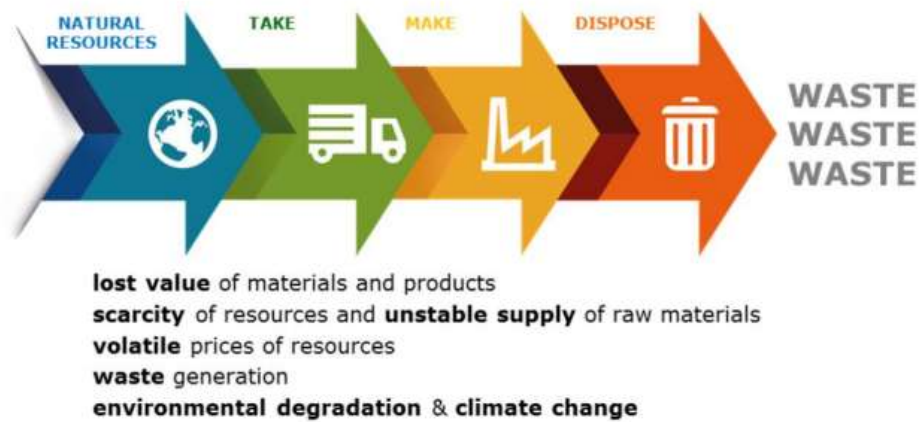 NATURAL
RESOURCES
TAKE
MAKE
DISPOSE
WASTE
WASTE
WASTE
lost value of materials and products
scarcity of resources and unstable supply of raw materials
volatile prices of resources
waste generation
environmental degradation & climate change